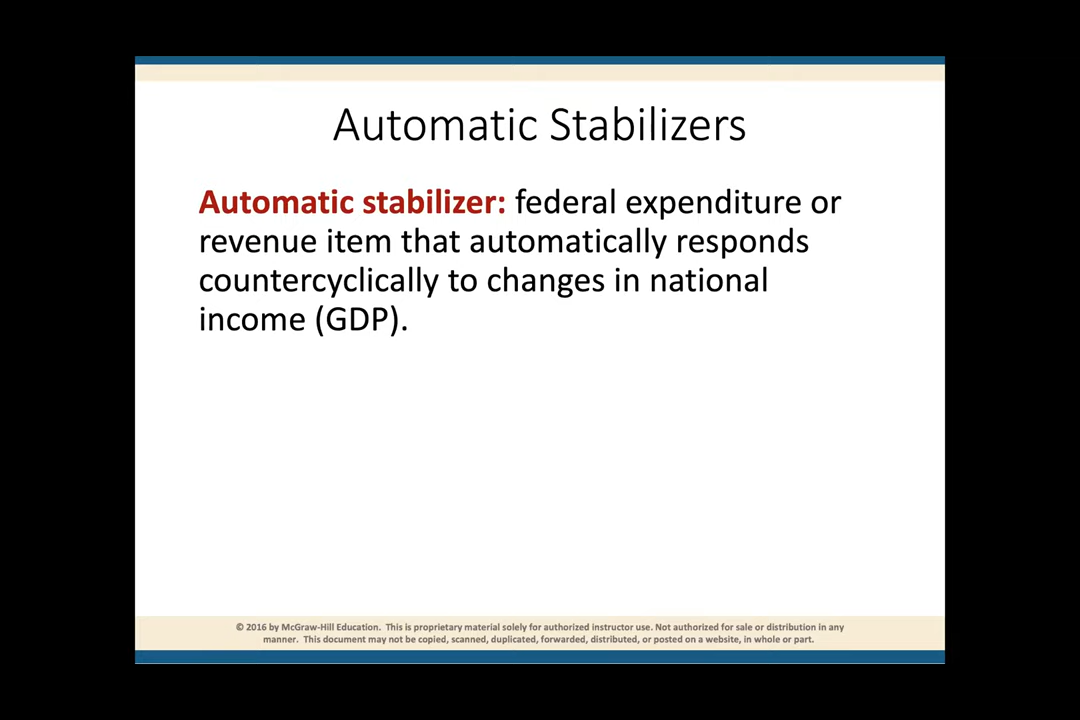 Automatic Stabilizers
Automatic stabilizer: federal expenditure or
revenue item that automatically responds
countercyclically to changes in national
income (GDP).
© 2016 by McGraw-Hill Education.  This is proprietary material solely for authorized instructor use. Not authorized for sale or distribution in any
manner.  This document may not be copied, scanned, duplicated, forwarded, distributed, or posted on a website, in whole or part.